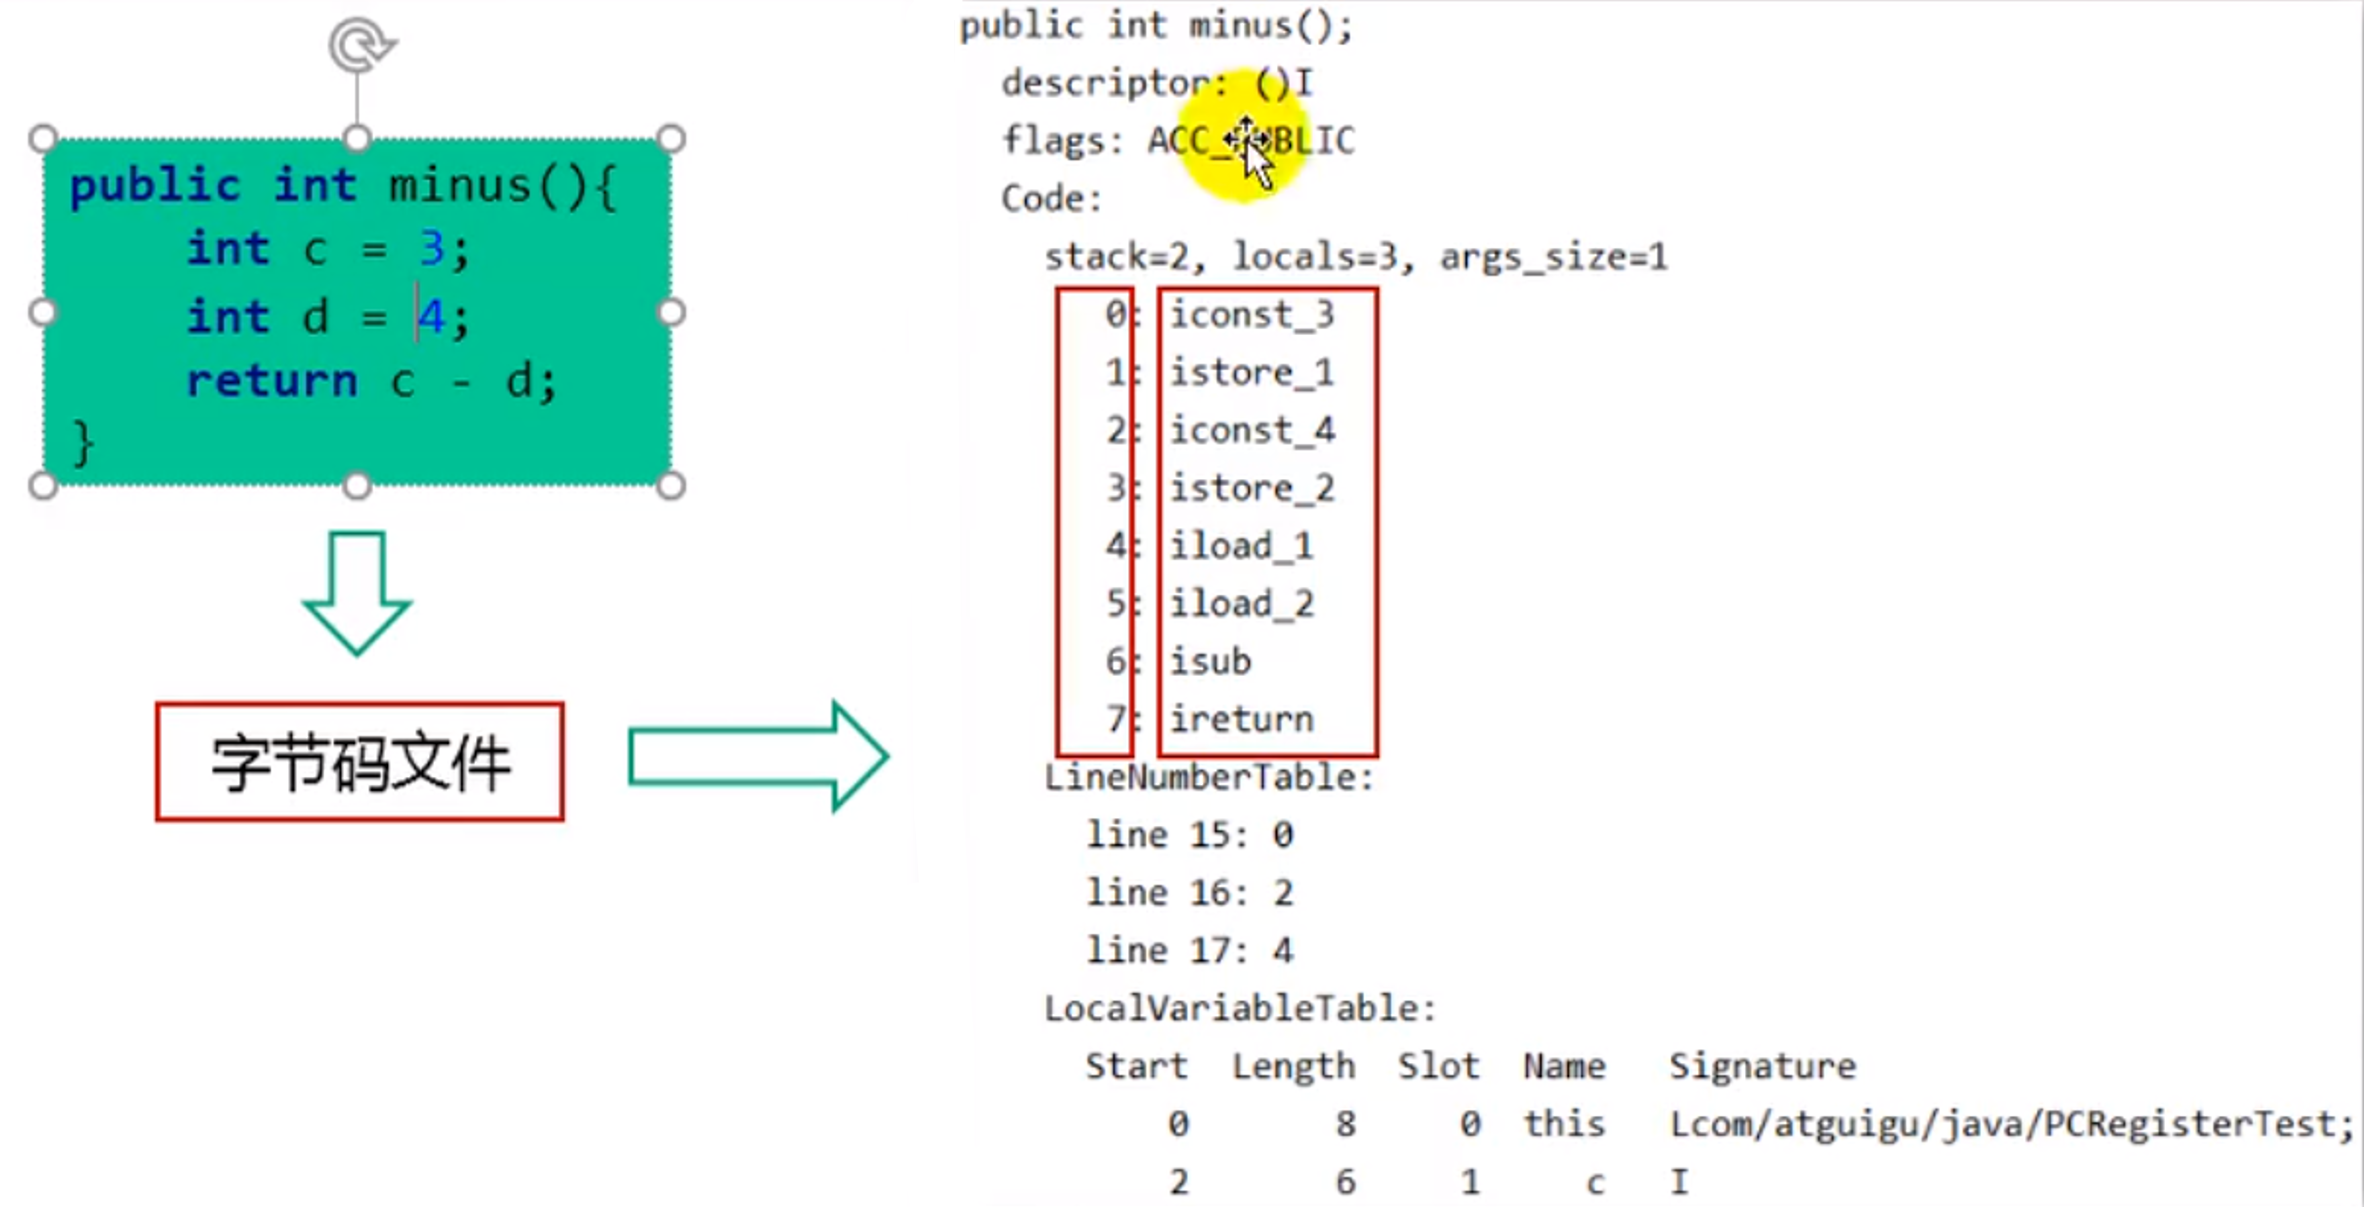 public int minus(){
int c = 3;
int d = 4;
return c - d;
}
字节码文件
public int minus();
descriptor: ()I
flags: ACC_PUBLIC
Code:
stack=2, locals=3, args_size=1
0: iconst_3
1: istore_1
2: iconst_4
3: istore_2
4: iload_1
5: iload_2
6: isub
7: ireturn
LineNumberTable:
line 15: 0
line 16: 2
line 17: 4
LocalVariableTable:
Start Length Slot Name Signature
0 8 0 this Lcom/atguigu/java/PCRegisterTest;
2 6 1 c I